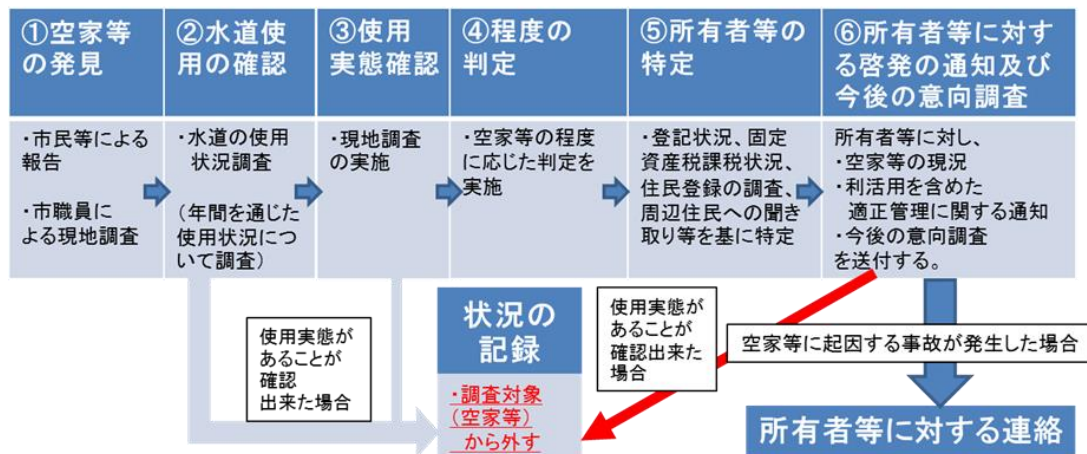 ①空家等
の発見
②水道使
用の確認
③使用
実態確認
④程度の
判定
⑤所有者等の
特定
⑥所有者等に対す
る啓発の通知及び
今後の意向調査
・市民等による
報告
・市職員に
よる現地調査
・水道の使用
状況調査
（年間を通じた
使用状況につ
いて調査）
・現地調査
の実施
・空家等の程度
に応じた判定を
実施
・登記状況、固定
資産税課税状況、
住民登録の調査、
周辺住民への聞き
取り等を基に特定
所有者等に対し、
・空家等の現況
・利活用を含めた
適正管理に関する通知
・今後の意向調査
を送付する。
使用実態が
あることが
確認
出来た場合
状況の
記録
・調査対象
（空家等）
から外す
使用実態が
あることが
確認出来た
場合
空家等に起因する事故が発生した場合
所有者等に対する連絡